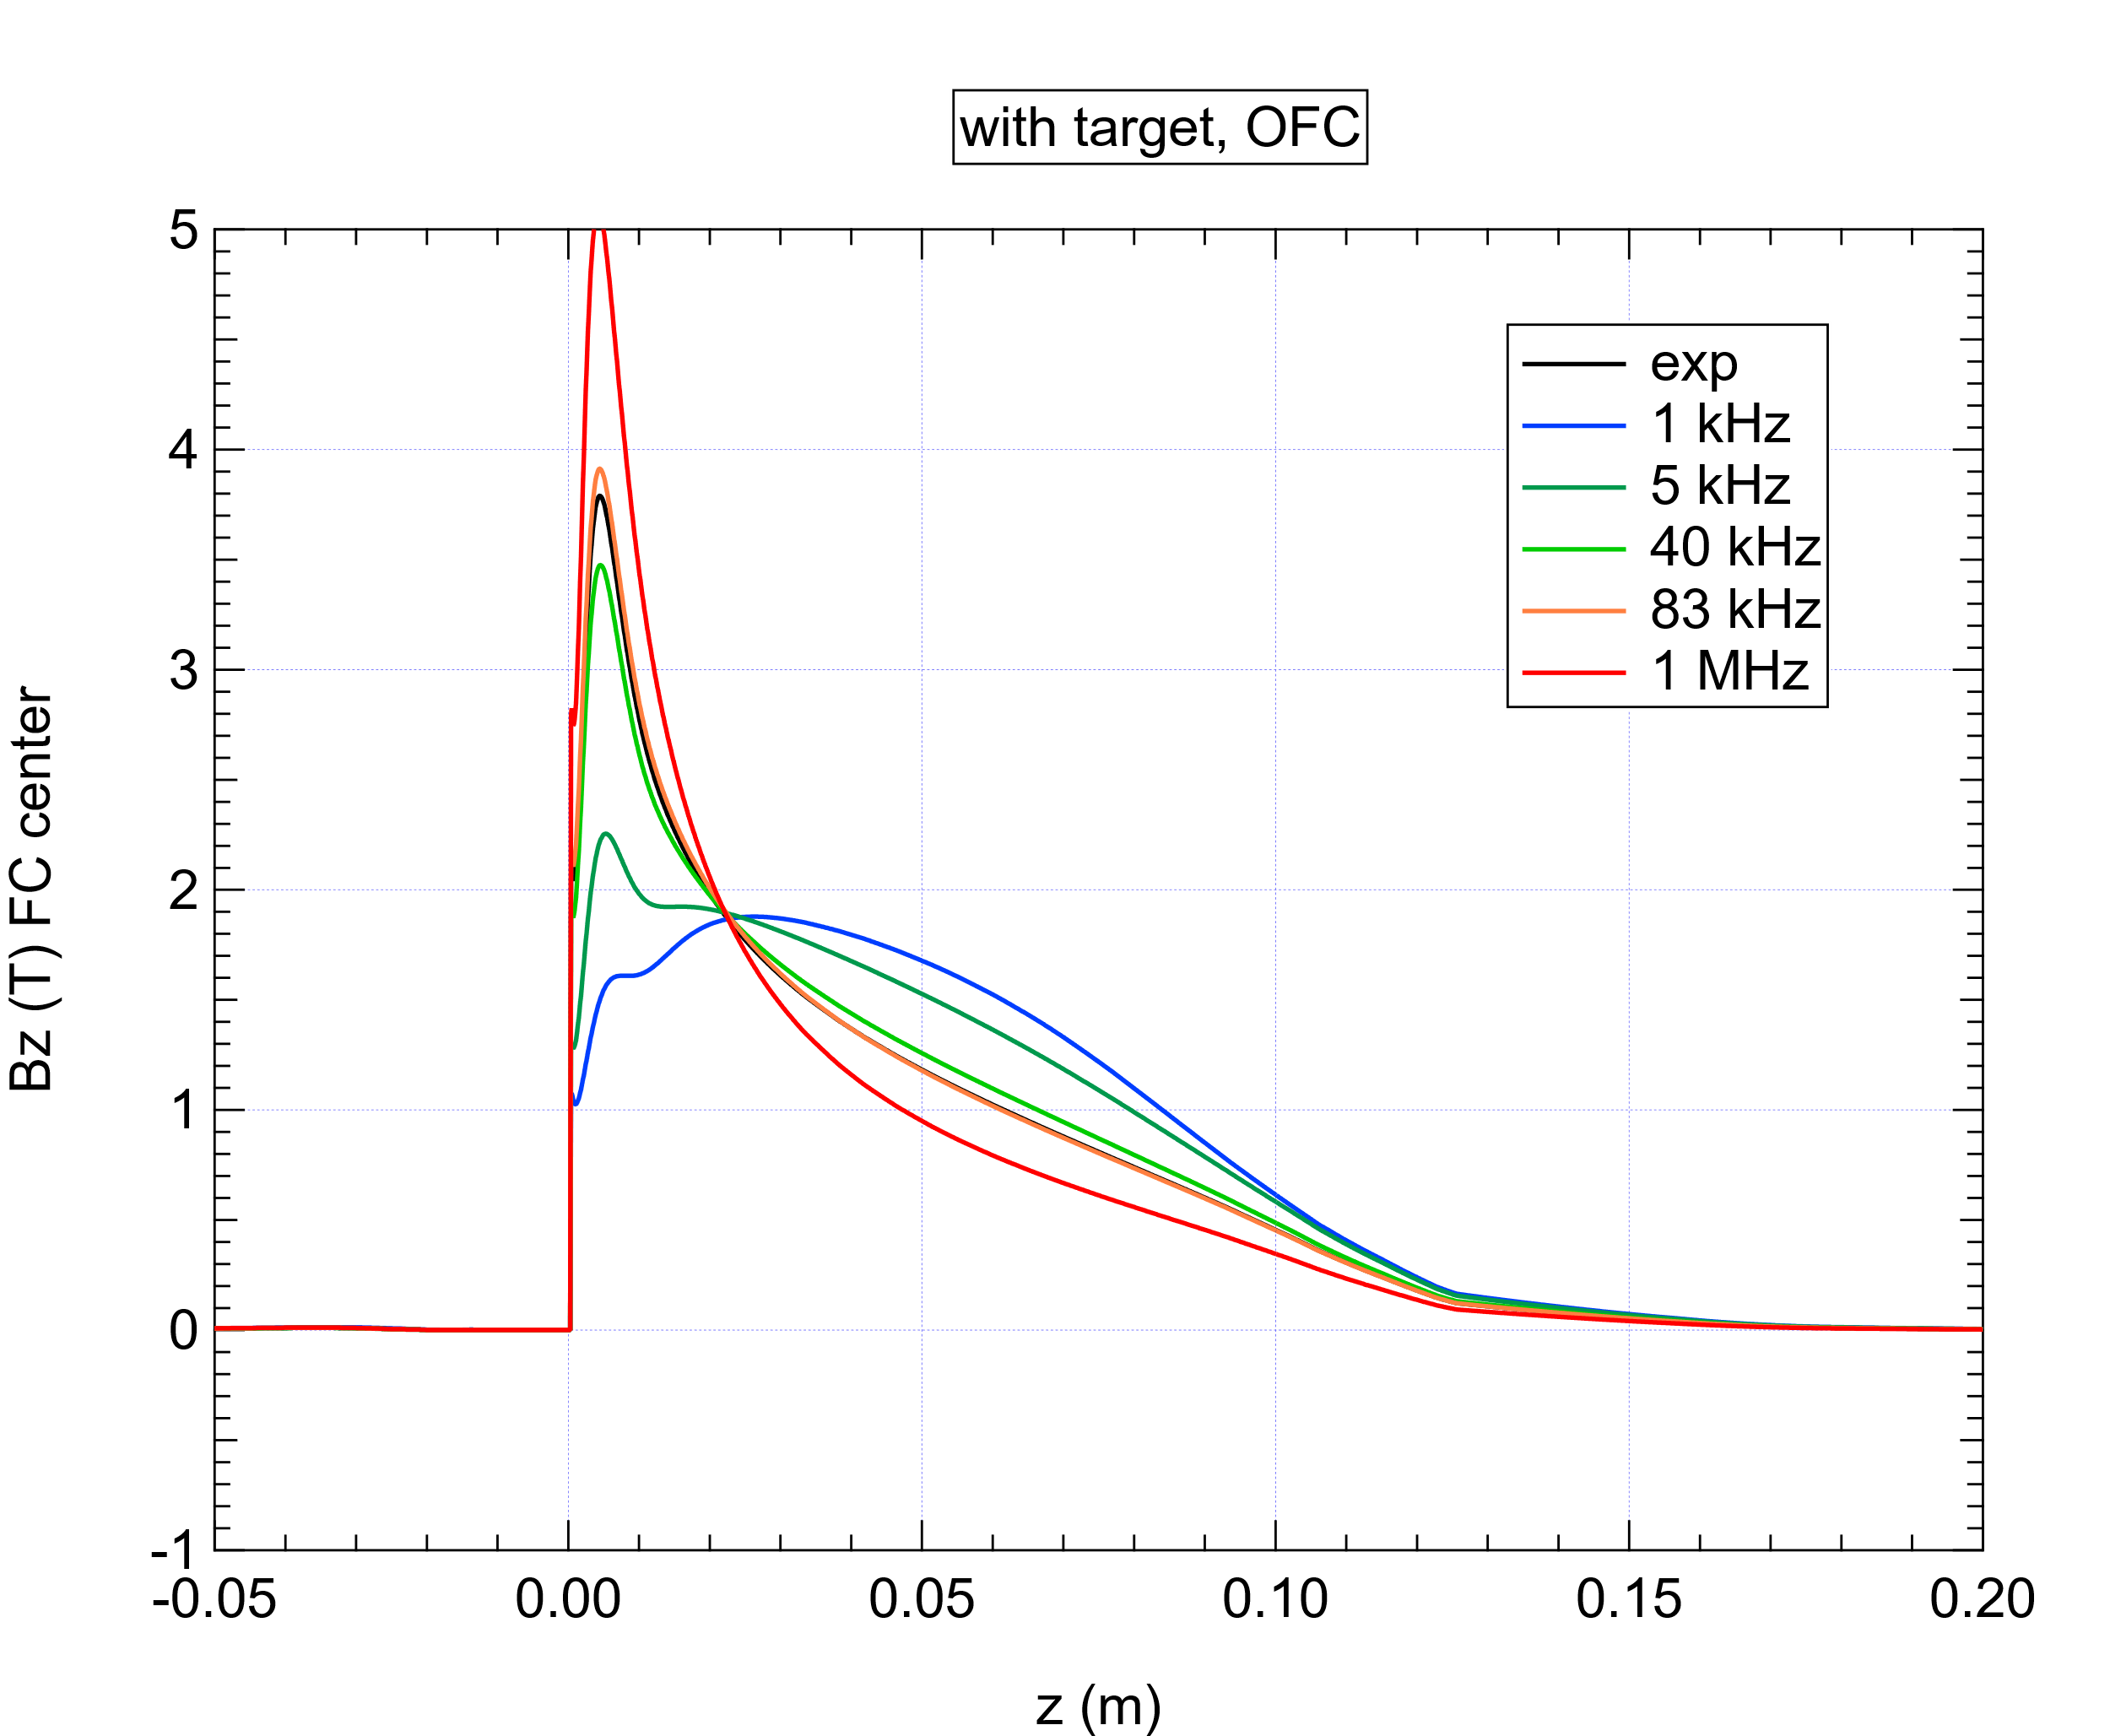 with target, OFC
5
4
3
2
1
0
-1
Bz (T) FC center
exp
1 kHz
5 kHz
40 kHz
83 kHz
1 MHz
-0.05
0.00
0.05
0.10
0.15
0.20
z (m)